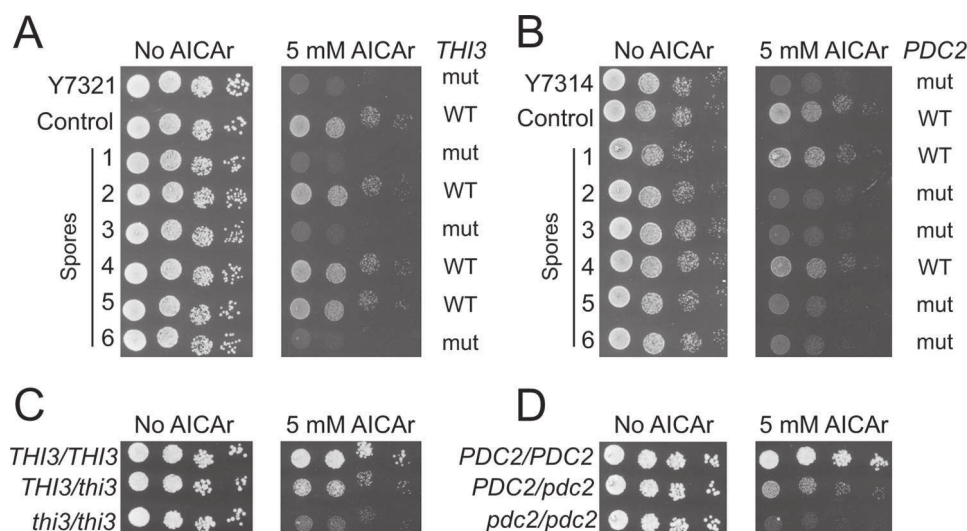 A
No AICAr 5 mM AICAr THI3
Y7321 mut
Control WT
1 mut
2 WT
3 mut
4 WT
5 WT
6 mut
Spores
B
No AICAr 5 mM AICAr PDC2
Y7314 mut
Control WT
1 WT
2 mut
3 mut
4 WT
5 mut
6 mut
Spores
C
No AICAr 5 mM AICAr
THI3/THI3
THI3/thi3
thi3/thi3
D
No AICAr 5 mM AICAr
PDC2/PDC2
PDC2/pdc2
pdc2/pdc2